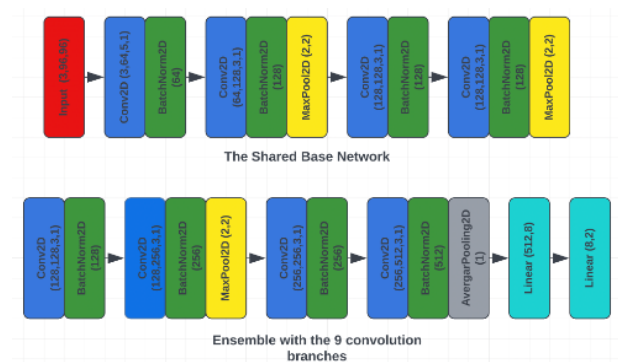 Input (3,96,96)
Conv2D (3,64,5,1)
BatchNorm2D
(64)
Conv2D
(64,128,3,1)
BatchNorm2D
(128)
MaxPool2D (2,2)
Conv2D
(128,128,3,1)
BatchNorm2D
(128)
Conv2D
(128,128,3,1)
BatchNorm2D
(128)
MaxPool2D (2,2)
The Shared Base Network
Conv2D
(128,128,3,1)
BatchNorm2D
(128)
Conv2D
(128,256,3,1)
BatchNorm2D
(256)
MaxPool2D (2,2)
Conv2D
(256,256,3,1)
BatchNorm2D
(256)
Conv2D
(256,512,3,1)
BatchNorm2D
(512)
AvergarPooling2D
(1)
Linear (512,8)
Linear (8,2)
Ensemble with the 9 convolution
branches